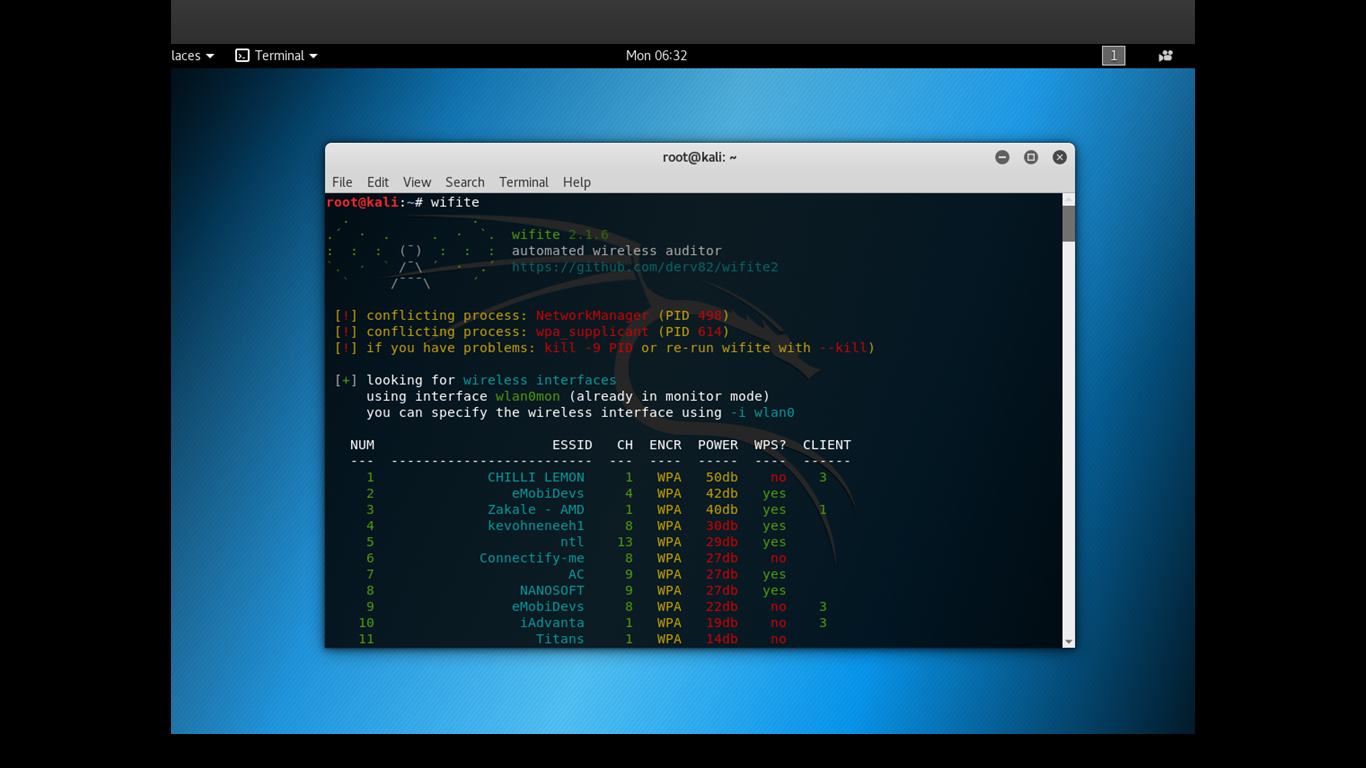 laces Terminal Mon 06:32 1
root@kali: ~
File Edit View Search Terminal Help
root@kali:~# wifite
wifite 2.1.6
automated wireless auditor
https://github.com/derv82/wifite2
[!] conflicting process: NetworkManager (PID 498)
[!] conflicting process: wpa_supplicant (PID 614)
[!] if you have problems: kill -9 PID or re-run wifite with --kill)
[+] looking for wireless interfaces
using interface wlan0mon (already in monitor mode)
you can specify the wireless interface using -i wlan0
NUM ESSID CH ENCR POWER WPS? CLIENT
--- ------------------------- --- ---- ----- ---- ------
1 CHILLI LEMON 1 WPA 50db no 3
2 eMobiDevs 4 WPA 42db yes
3 Zakale - AMD 1 WPA 40db yes 1
4 kevohneneeh1 8 WPA 30db yes
5 ntl 13 WPA 29db yes
6 Connectify-me 8 WPA 27db no
7 AC 9 WPA 27db yes
8 NANOSOFT 9 WPA 27db yes
9 eMobiDevs 8 WPA 22db no 3
10 iAdvanta 1 WPA 19db no 3
11 Titans 1 WPA 14db no